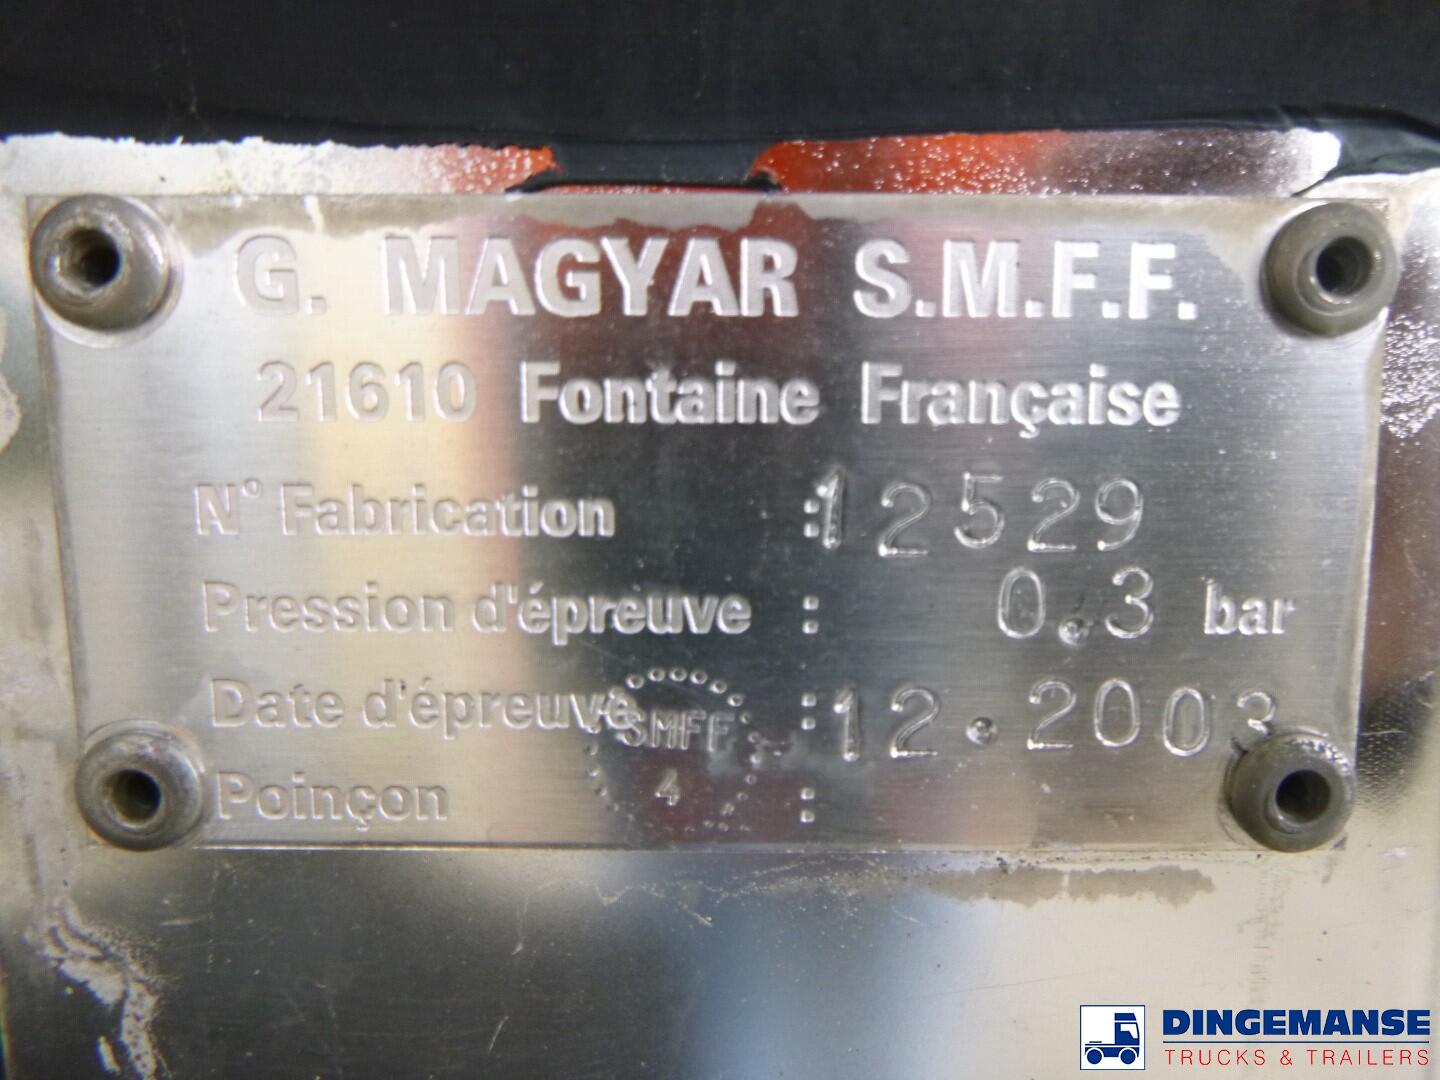 G. MAGYAR S.M.F.F.
21610 Fontaine Française
N° Fabrication :12529
Pression d'épreuve : 0.3 bar
Date d'épreuve :12.2003
SMFF
4
Poinçon :
DINGEMANSE
TRUCKS & TRAILERS